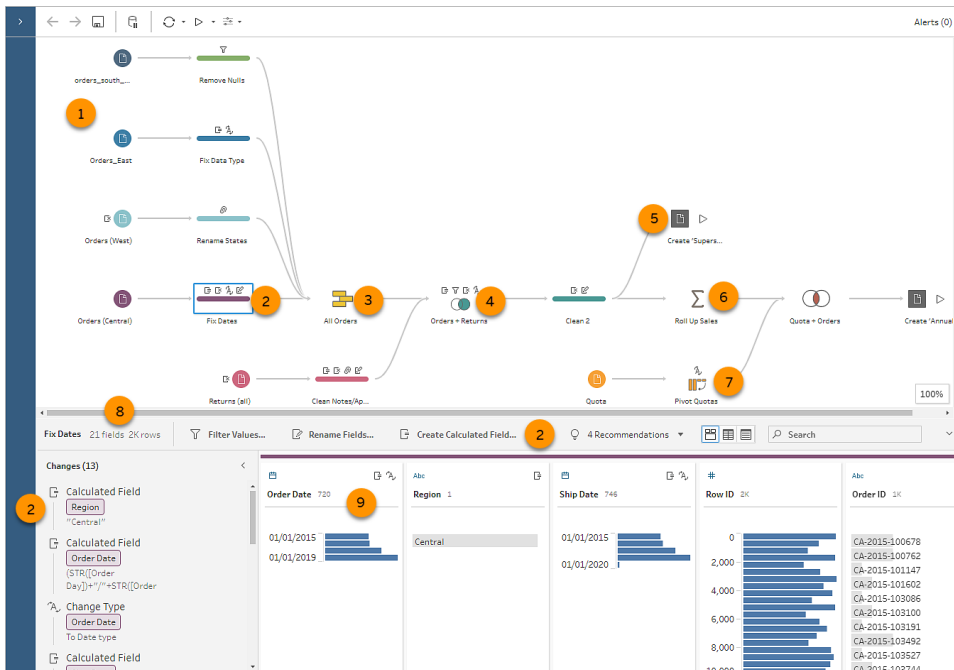 Alerts (0)
orders_south_...
Remove Nulls
1
Orders_East
Fix Data Type
Orders (West)
Rename States
5
Create 'Supers...
2
3
4
6
Orders (Central)
Fix Dates
All Orders
Orders + Returns
Clean 2
Roll Up Sales
Quota + Orders
Create 'Annual
7
Returns (all)
Clean Notes/Ap...
Quota
Pivot Quotas
100%
8
Fix Dates 21 fields 2K rows
Filter Values...
Rename Fields...
Create Calculated Field...
2
4 Recommendations
Search
Changes (13)
2
Calculated Field
Region
"Central"
Calculated Field
Order Date
(STR([Order
Day])+"/"+STR([Order
Change Type
Order Date
To Date type
Calculated Field
Order Date 720
9
01/01/2015
01/01/2019
Abc
Region 1
Central
Ship Date 746
01/01/2015
01/01/2020
#
Row ID 2K
0
2,000
4,000
6,000
8,000
10,000
Abc
Order ID 1K
CA-2015-100678
CA-2015-100762
CA-2015-101147
CA-2015-101602
CA-2015-103086
CA-2015-103100
CA-2015-103191
CA-2015-103492
CA-2015-103527
CA-2015-103744